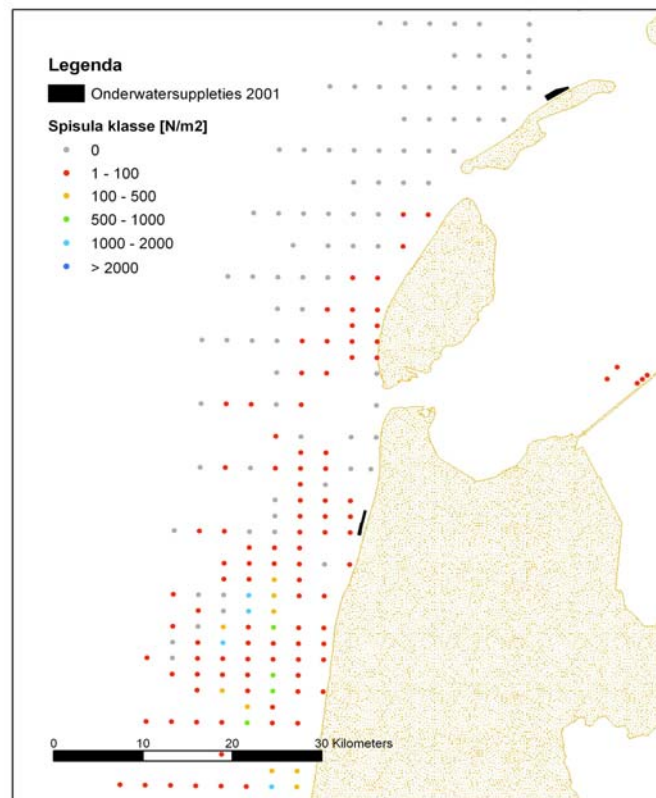 Legenda
Onderwatersuppleties 2001
Spisula klasse [N/m2]
0
1 - 100
100 - 500
500 - 1000
1000 - 2000
> 2000
0 10 20 30 Kilometers